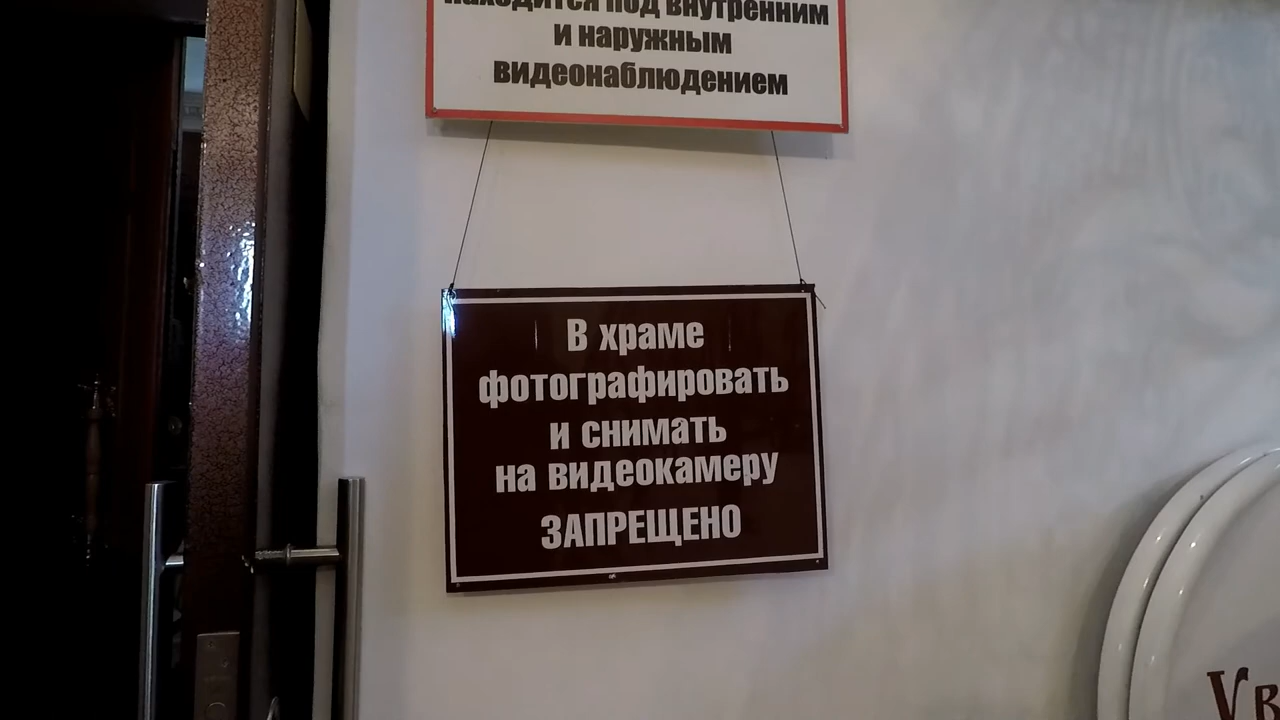 находится под внутренним
и наружным
видеонаблюдением
В храме
фотографировать
и снимать
на видеокамеру
ЗАПРЕЩЕНО